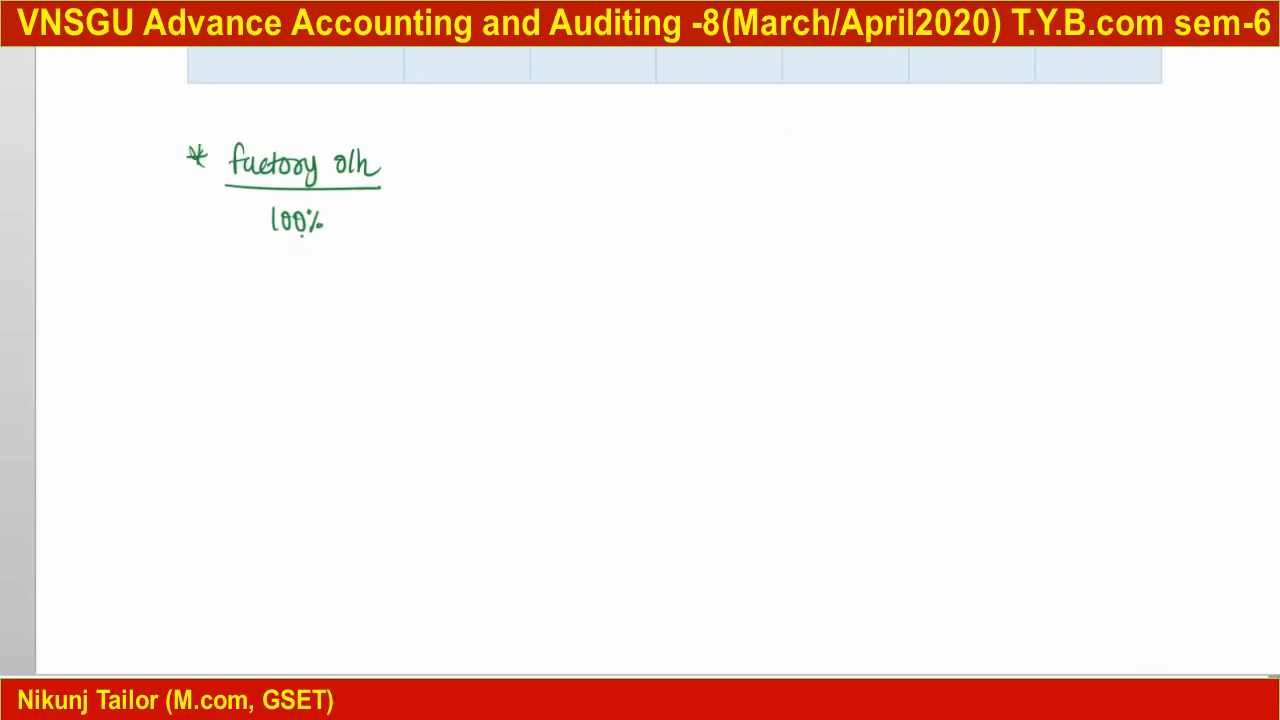 VNSGU Advance Accounting and Auditing -8(March/April2020) T.Y.B.com sem-6
* factory o/h
100%
Nikunj Tailor (M.com, GSET)